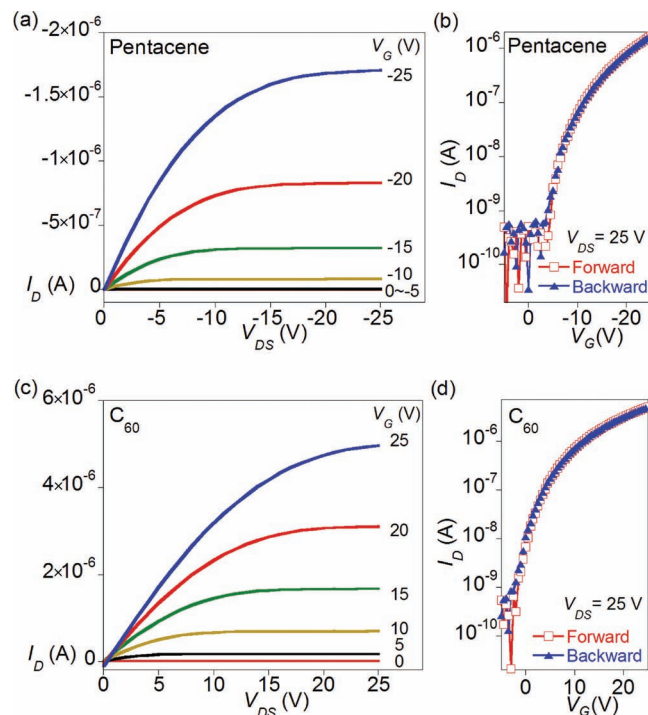 (a)
Pentacene
V_G (V)
-2×10⁻⁶
-1.5×10⁻⁶
-1×10⁻⁶
-5×10⁻⁷
0
I_D (A)
-25
-20
-15
-10
0~-5
0 -5 -10 -15 -20 -25
V_DS (V)
(b)
Pentacene
10⁻⁶
10⁻⁷
10⁻⁸
10⁻⁹
10⁻¹⁰
I_D (A)
V_DS = 25 V
Forward
Backward
0 -10 -20
V_G(V)
(c)
C₆₀
V_G (V)
6×10⁻⁶
4×10⁻⁶
2×10⁻⁶
0
I_D (A)
25
20
15
10
5
0
0 5 10 15 20 25
V_DS (V)
(d)
C₆₀
10⁻⁶
10⁻⁷
10⁻⁸
10⁻⁹
10⁻¹⁰
I_D (A)
V_DS = 25 V
Forward
Backward
0 10 20
V_G(V)